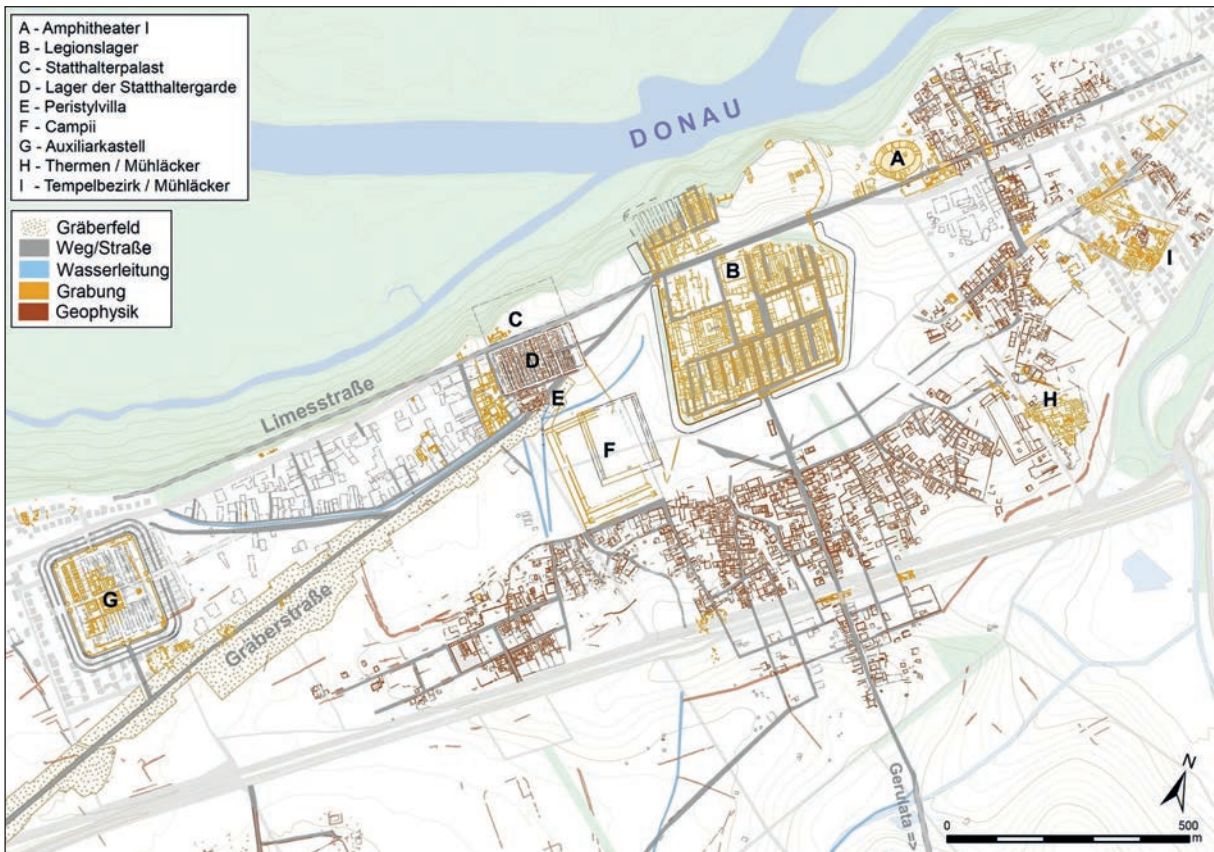 A - Amphitheater I
B - Legionslager
C - Statthalterpalast
D - Lager der Statthaltergarde
E - Peristylvilla
F - Campii
G - Auxiliarkastell
H - Thermen / Mühläcker
I - Tempelbezirk / Mühläcker
Gräberfeld
Weg/Straße
Wasserleitung
Grabung
Geophysik
DONAU
A
B
I
C
D
E
Limesstraße
H
F
G
Gräberstraße
Gerulata =>
N
0
500
m